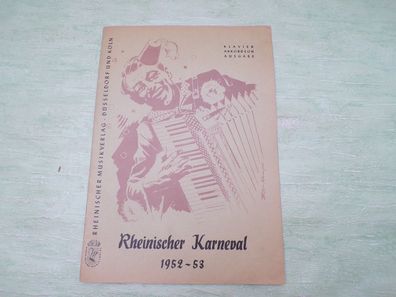 KLAVIER
AKKORDEON
AUSGABE
RHEINISCHER MUSIKVERLAG · DÜSSELDORF UND KÖLN
Rheinischer Karneval
1952~53